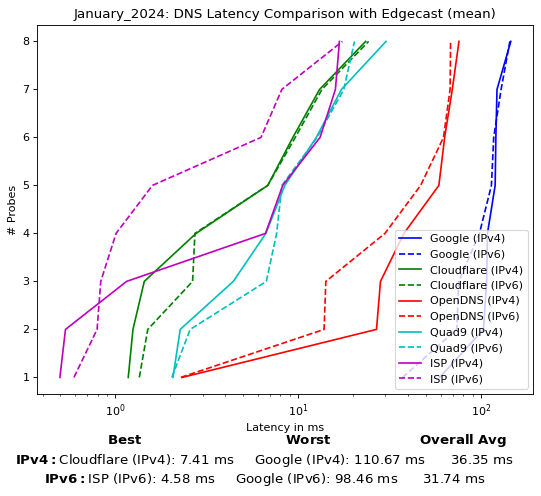 January_2024: DNS Latency Comparison with Edgecast (mean)
8
7
6
5
4
3
2
1
# Probes
Google (IPv4)
Google (IPv6)
Cloudflare (IPv4)
Cloudflare (IPv6)
OpenDNS (IPv4)
OpenDNS (IPv6)
Quad9 (IPv4)
Quad9 (IPv6)
ISP (IPv4)
ISP (IPv6)
10⁰ 10¹ 10²
Latency in ms
Best Worst Overall Avg
IPv4: Cloudflare (IPv4): 7.41 ms Google (IPv4): 110.67 ms 36.35 ms
IPv6: ISP (IPv6): 4.58 ms Google (IPv6): 98.46 ms 31.74 ms